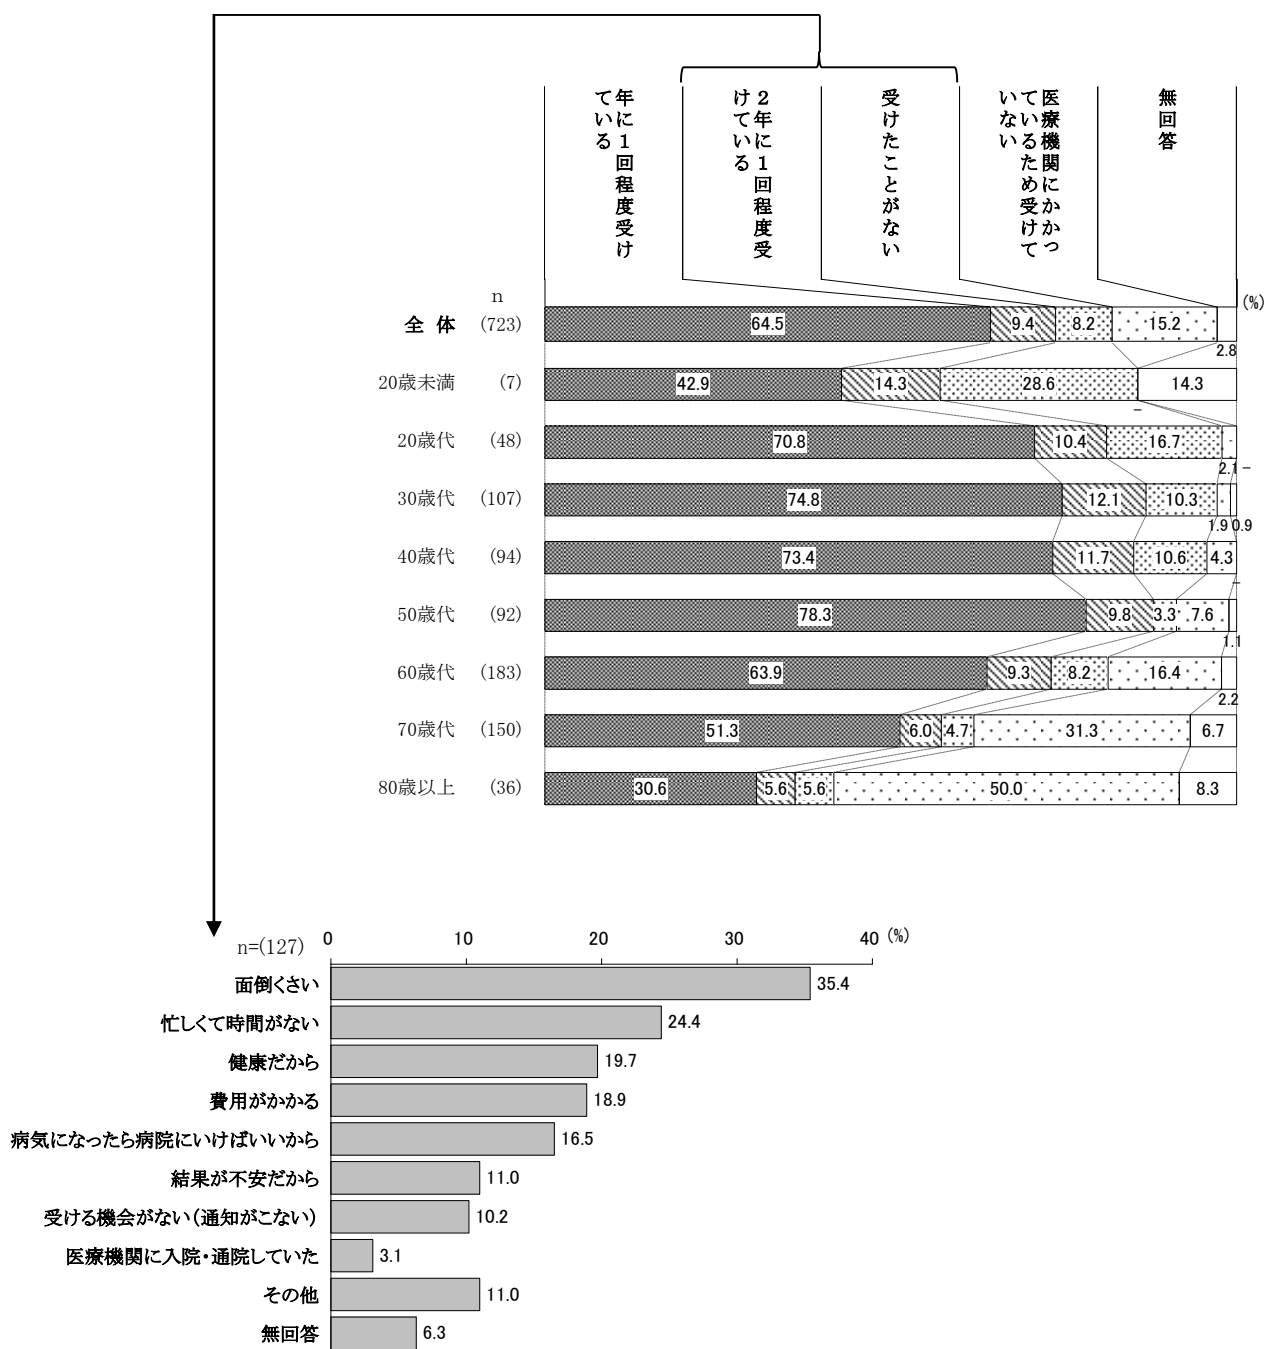 年に1回程度受け
ている
2年に1回程度受
けている
受けたことがない
医療機関にかかっ
ているため受けて
いない
無回答
n
(%)
全 体 (723) 64.5 9.4 8.2 15.2 2.8
20歳未満 (7) 42.9 14.3 28.6 － 14.3
20歳代 (48) 70.8 10.4 16.7 2.1 －
30歳代 (107) 74.8 12.1 10.3 1.9 0.9
40歳代 (94) 73.4 11.7 10.6 4.3 －
50歳代 (92) 78.3 9.8 3.3 7.6 1.1
60歳代 (183) 63.9 9.3 8.2 16.4 2.2
70歳代 (150) 51.3 6.0 4.7 31.3 6.7
80歳以上 (36) 30.6 5.6 5.6 50.0 8.3
n=(127) 0 10 20 30 40 (%)
面倒くさい 35.4
忙しくて時間がない 24.4
健康だから 19.7
費用がかかる 18.9
病気になったら病院にいけばいいから 16.5
結果が不安だから 11.0
受ける機会がない（通知がこない） 10.2
医療機関に入院・通院していた 3.1
その他 11.0
無回答 6.3